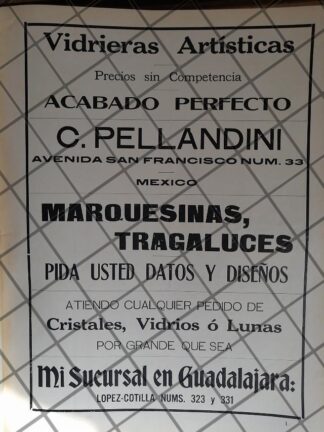 Vidrieras Artísticas
Precios sin Competencia
ACABADO PERFECTO
C. PELLANDINI
AVENIDA SAN FRANCISCO NUM. 33
MEXICO
MARQUESINAS,
TRAGALUCES
PIDA USTED DATOS Y DISEÑOS
ATIENDO CUALQUIER PEDIDO DE
Cristales, Vidrios ó Lunas
POR GRANDE QUE SEA
Mi Sucursal en Guadalajara:
LOPEZ-COTILLA NUMS. 323 y 331